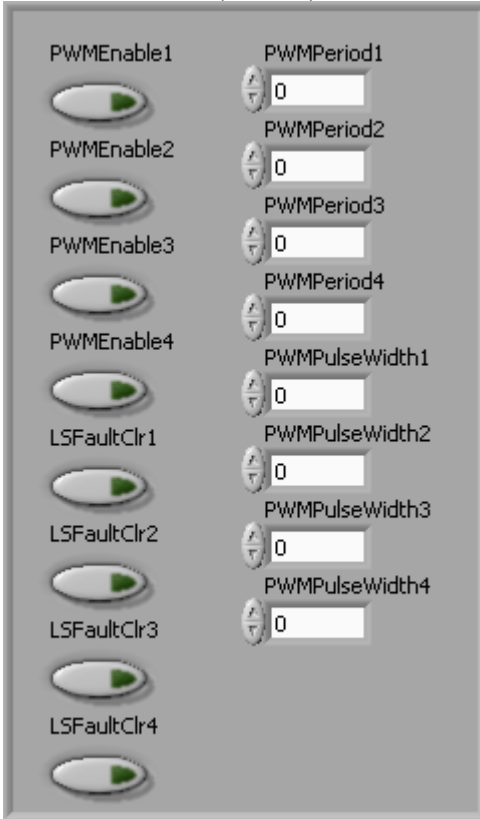 PWMEnable1
PWMEnable2
PWMEnable3
PWMEnable4
LSFaultClr1
LSFaultClr2
LSFaultClr3
LSFaultClr4
PWMPeriod1
0
PWMPeriod2
0
PWMPeriod3
0
PWMPeriod4
0
PWMPulseWidth1
0
PWMPulseWidth2
0
PWMPulseWidth3
0
PWMPulseWidth4
0